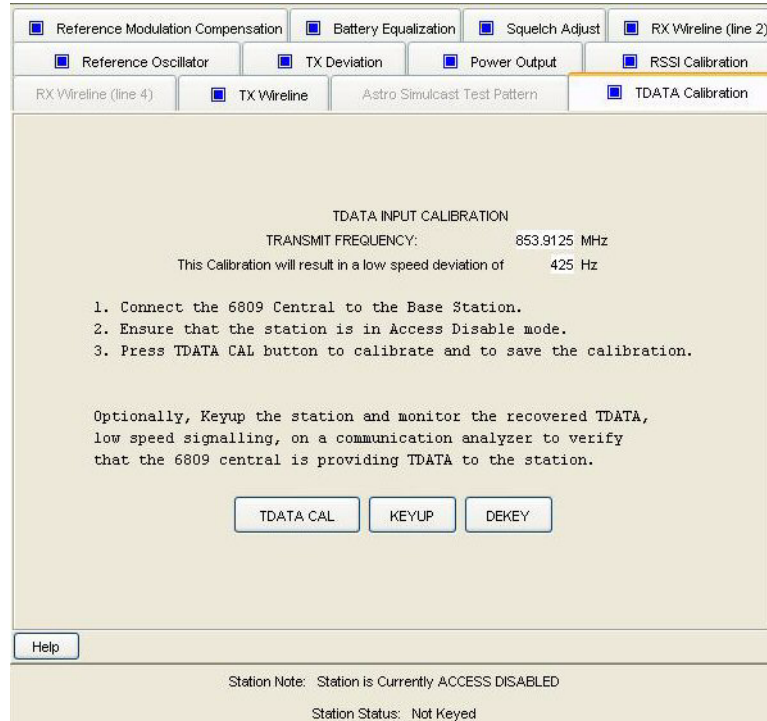 Reference Modulation Compensation Battery Equalization Squelch Adjust RX Wireline (line 2)
Reference Oscillator TX Deviation Power Output RSSI Calibration
RX Wireline (line 4) TX Wireline Astro Simulcast Test Pattern TDATA Calibration
TDATA INPUT CALIBRATION
TRANSMIT FREQUENCY: 853.9125 MHz
This Calibration will result in a low speed deviation of 425 Hz
1. Connect the 6809 Central to the Base Station.
2. Ensure that the station is in Access Disable mode.
3. Press TDATA CAL button to calibrate and to save the calibration.
Optionally, Keyup the station and monitor the recovered TDATA,
low speed signalling, on a communication analyzer to verify
that the 6809 central is providing TDATA to the station.
TDATA CAL KEYUP DEKEY
Help
Station Note: Station is Currently ACCESS DISABLED
Station Status: Not Keyed